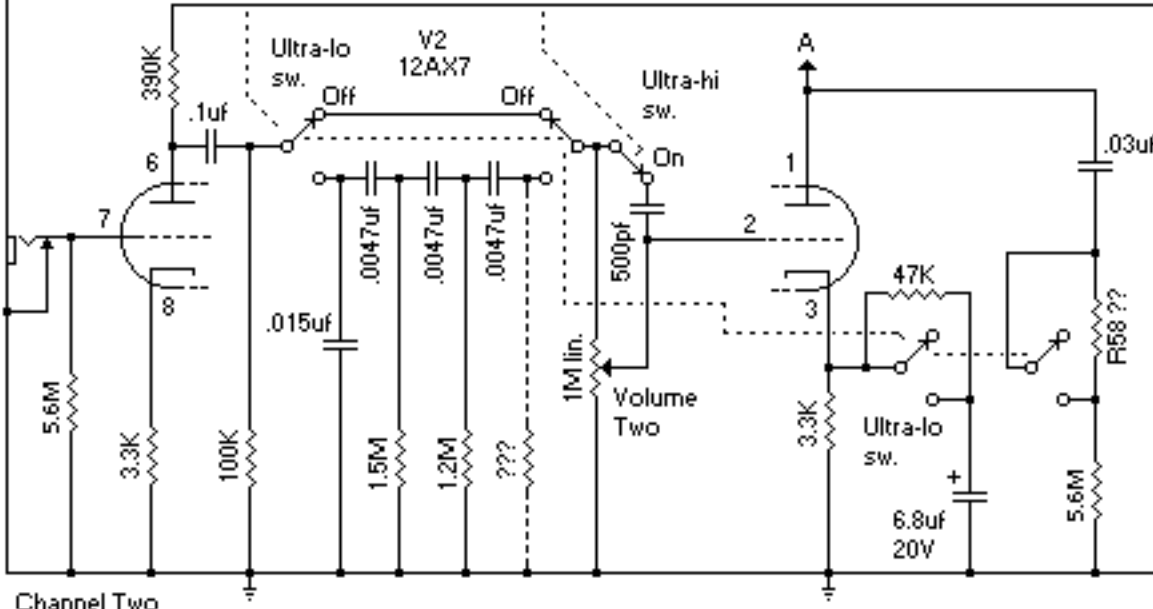 Ultra-lo
sw.
V2
12AX7
Ultra-hi
sw.
A
390K
.1uf
Off
Off
On
.03uf
6
7
8
1
2
3
.0047uf
.0047uf
.0047uf
500pf
47K
.015uf
1M lin.
Volume
Two
R58 ??
5.6M
3.3K
100K
1.5M
1.2M
???
3.3K
Ultra-lo
sw.
+
6.8uf
20V
5.6M
Channel Two